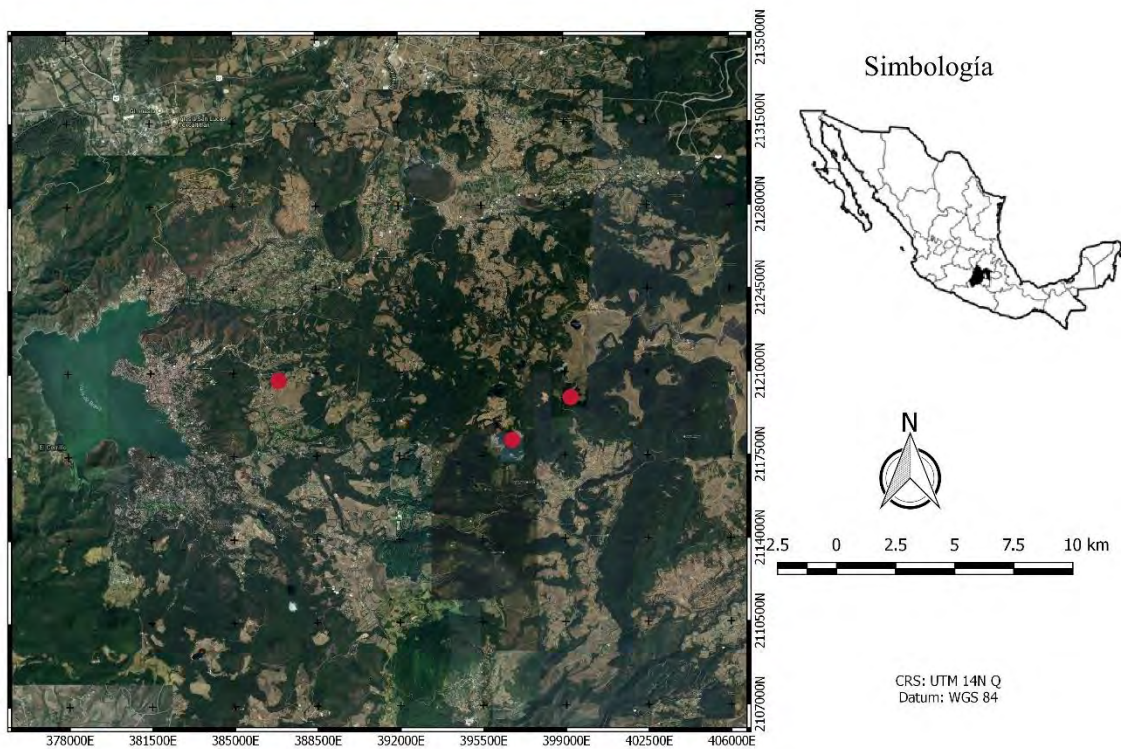 Simbología
2135000N
2131500N
2128000N
2124500N
2121000N
2117500N
2114000N
2110500N
2107000N
N
2.5 0 2.5 5 7.5 10 km
CRS: UTM 14N Q
Datum: WGS 84
378000E 381500E 385000E 388500E 392000E 395500E 399000E 402500E 406000E